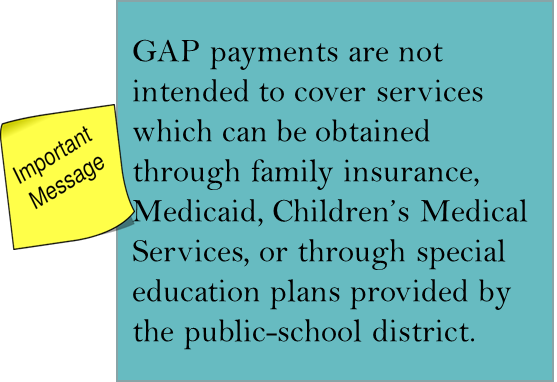 Important
Message
GAP payments are not
intended to cover services
which can be obtained
through family insurance,
Medicaid, Children's Medical
Services, or through special
education plans provided by
the public-school district.